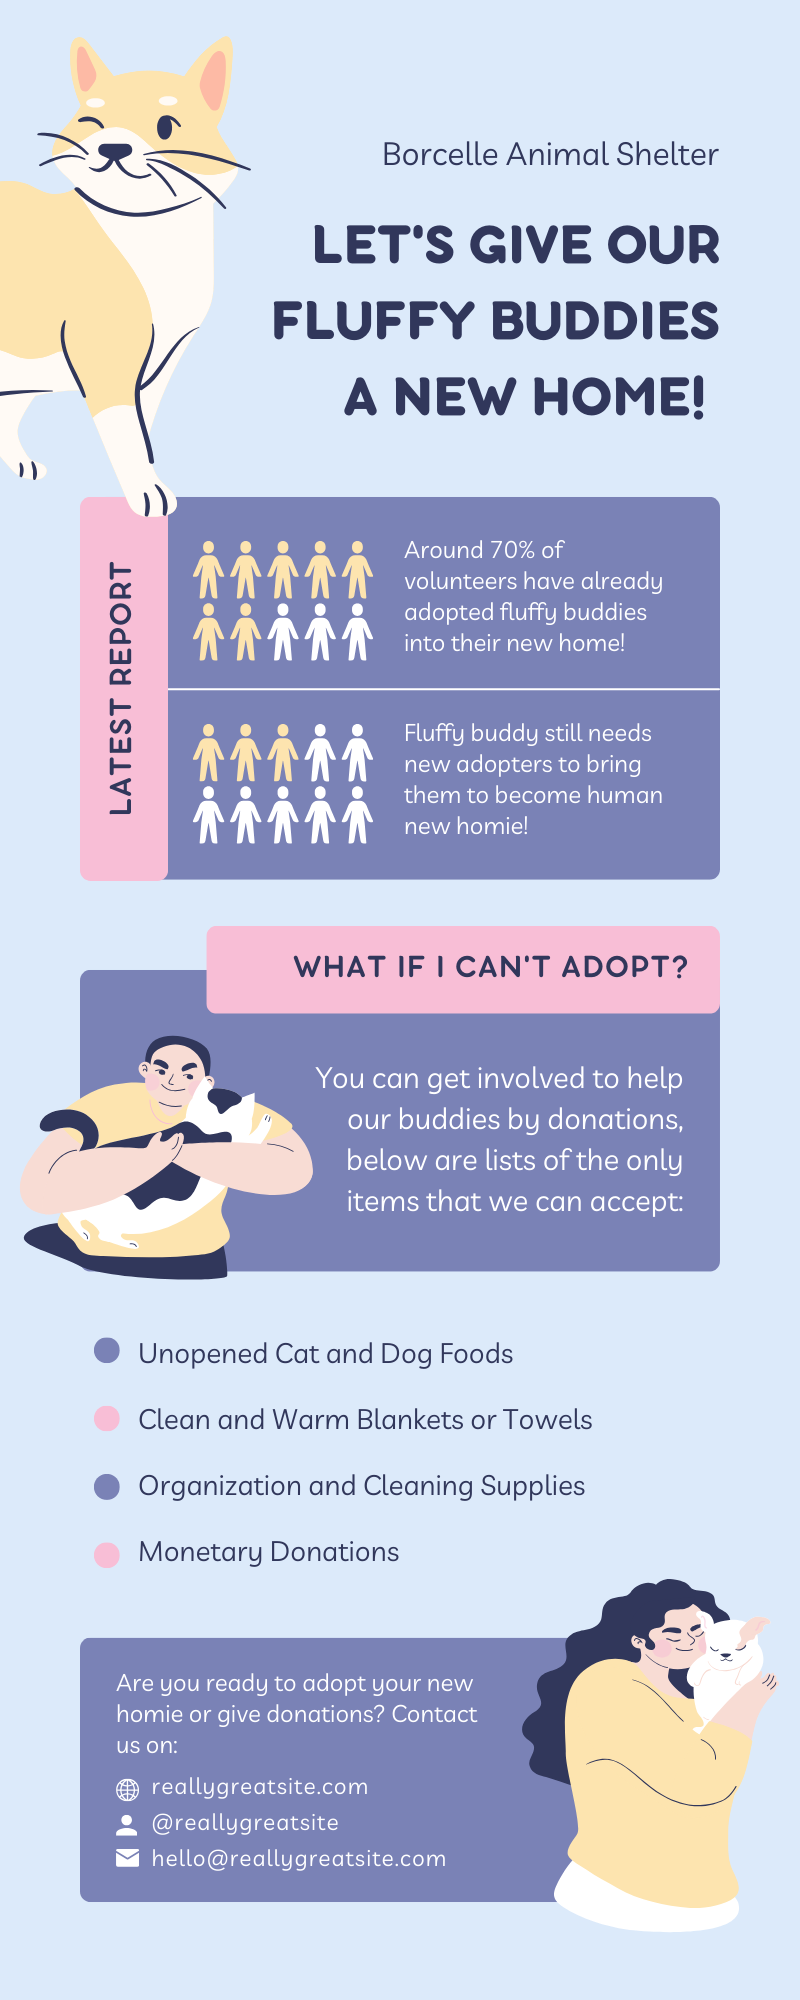 Borcelle Animal Shelter
LET'S GIVE OUR
FLUFFY BUDDIES
A NEW HOME!
LATEST REPORT
Around 70% of
volunteers have already
adopted fluffy buddies
into their new home!
Fluffy buddy still needs
new adopters to bring
them to become human
new homie!
WHAT IF I CAN'T ADOPT?
You can get involved to help
our buddies by donations,
below are lists of the only
items that we can accept:
Unopened Cat and Dog Foods
Clean and Warm Blankets or Towels
Organization and Cleaning Supplies
Monetary Donations
Are you ready to adopt your new
homie or give donations? Contact
us on:
reallygreatsite.com
@reallygreatsite
hello@reallygreatsite.com